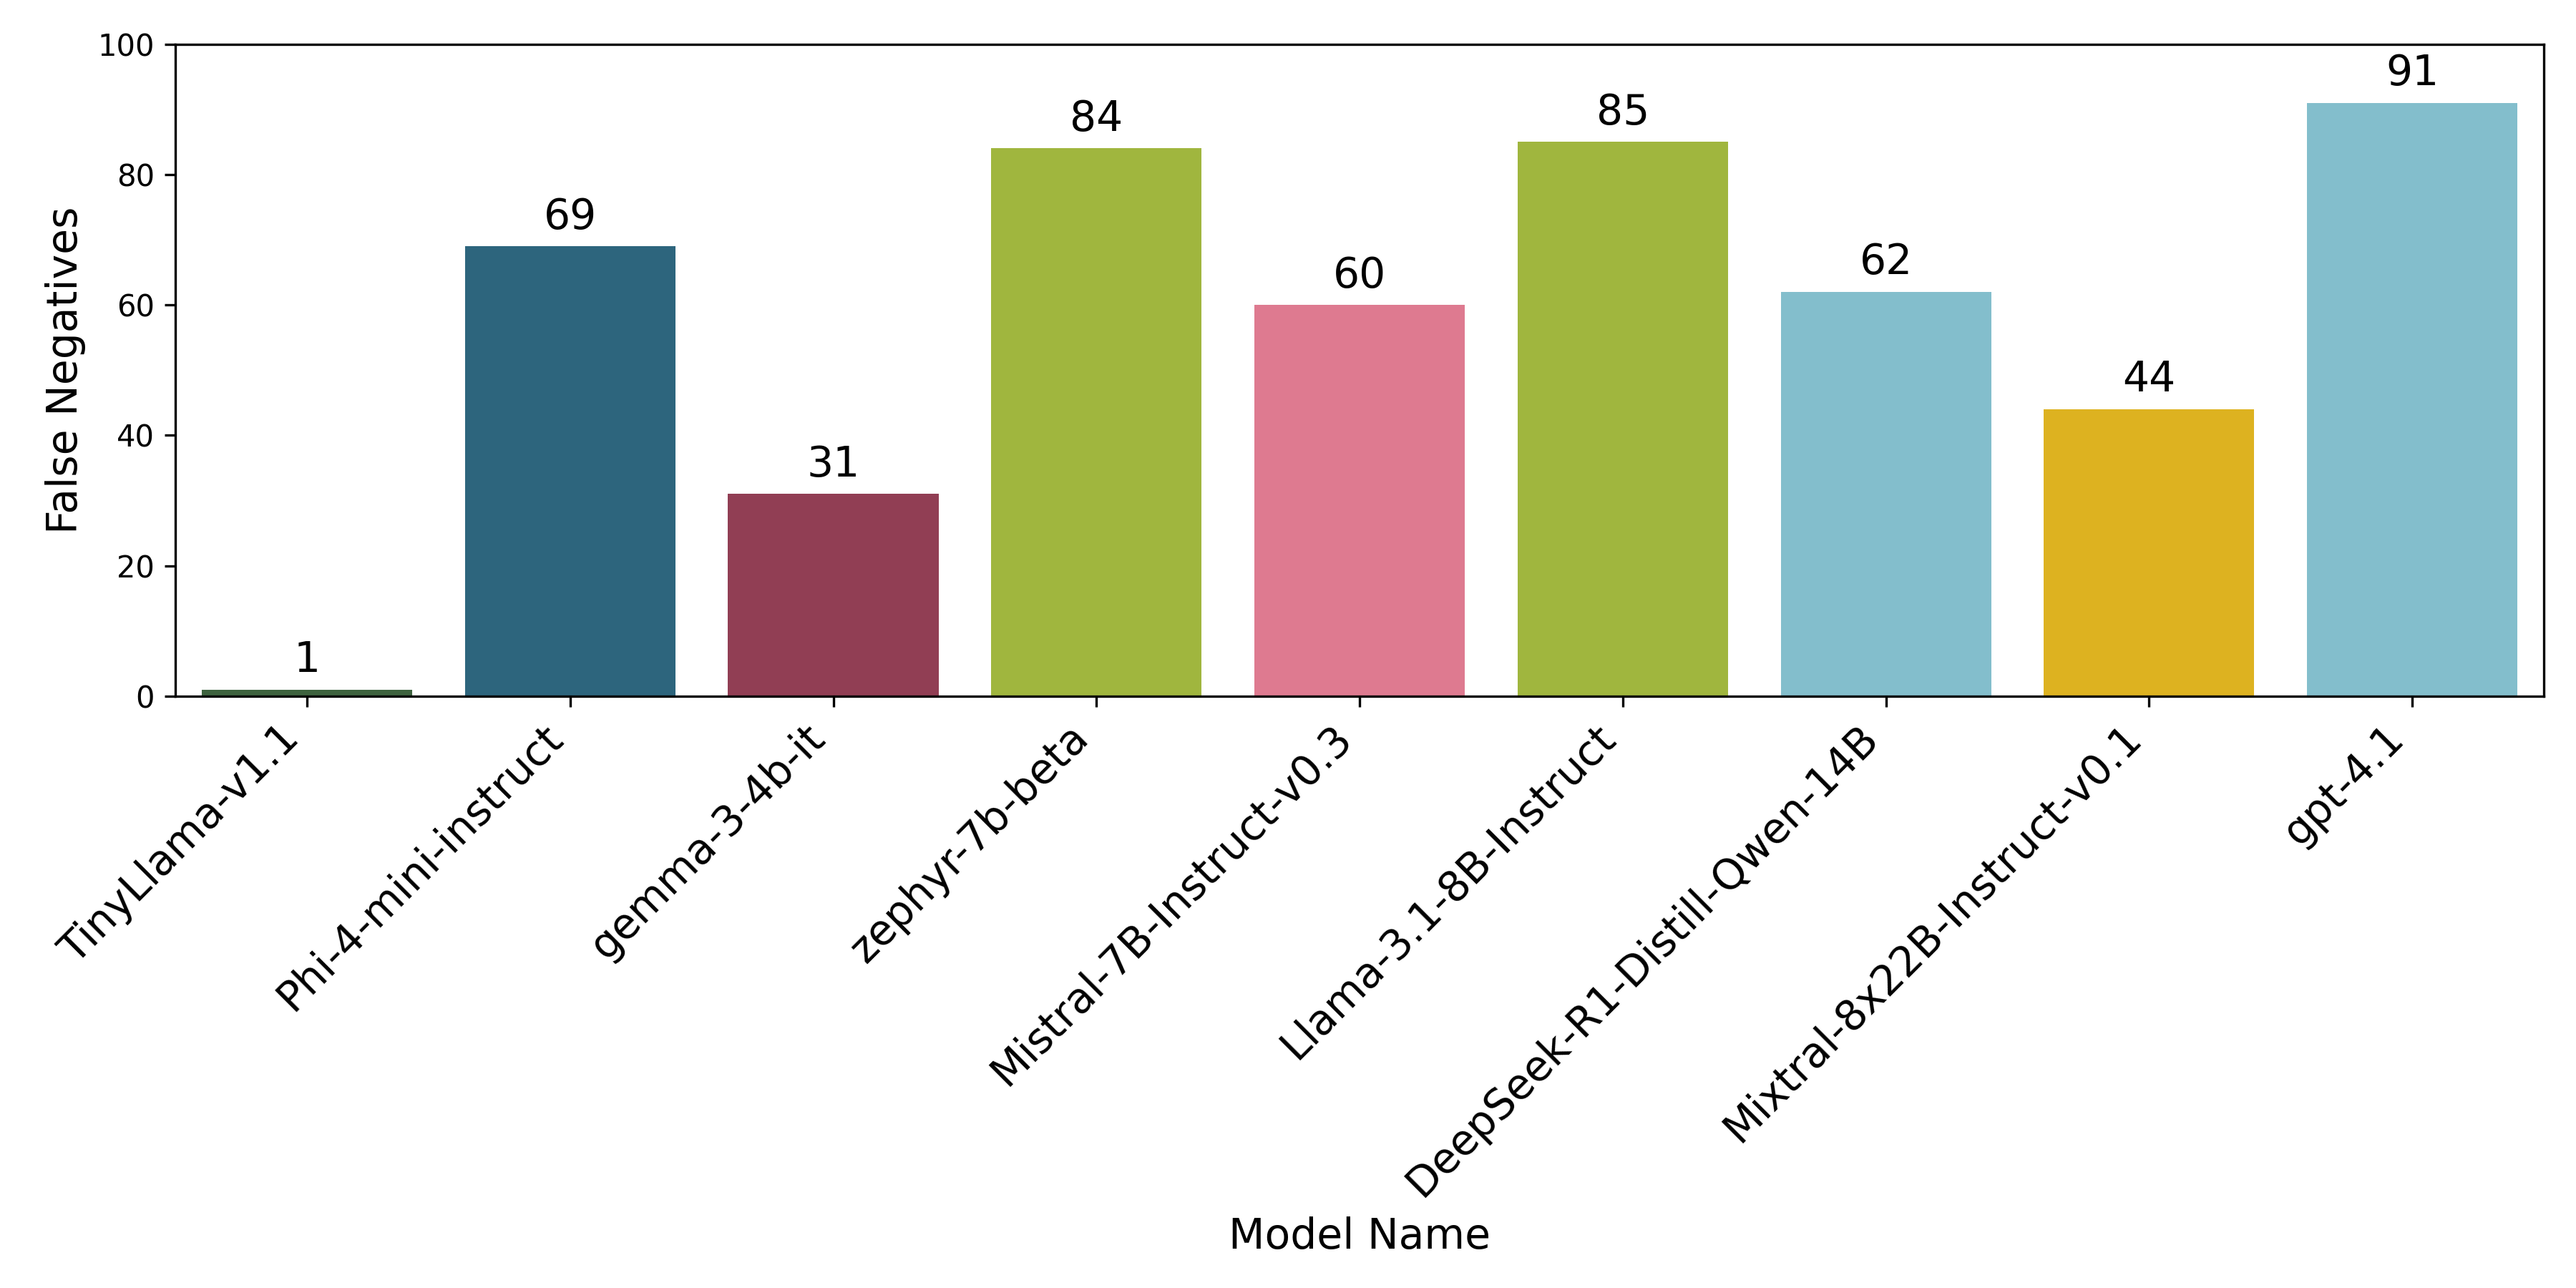 False Negatives
100
80
60
40
20
0
1
69
31
84
60
85
62
44
91
TinyLlama-v1.1
Phi-4-mini-instruct
gemma-3-4b-it
zephyr-7b-beta
Mistral-7B-Instruct-v0.3
Llama-3.1-8B-Instruct
DeepSeek-R1-Distill-Qwen-14B
Mixtral-8x22B-Instruct-v0.1
gpt-4.1
Model Name